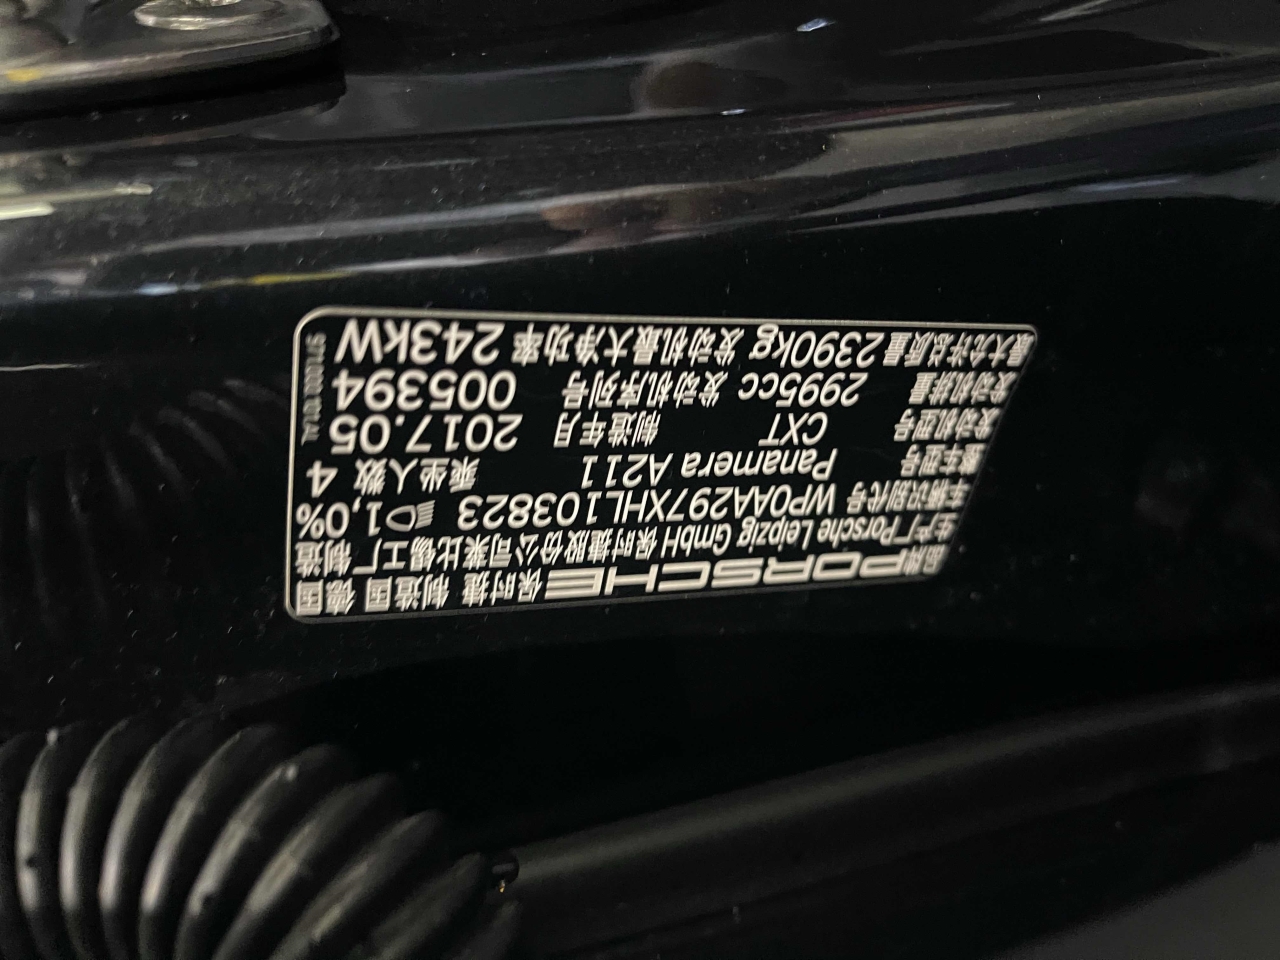 品牌 PORSCHE 保时捷 制造国 德国
生产厂 Porsche Leipzig GmbH 保时捷股份公司莱比锡工厂 制造
车辆识别代号 WP0AA297XHL103823 1,0%
整车型号 Panamera A211 乘坐人数 4
发动机型号 CXT 制造年月 2017.05
发动机排量 2995cc 发动机序列号 005394
最大允许总质量 2390kg 发动机最大净功率 243kW